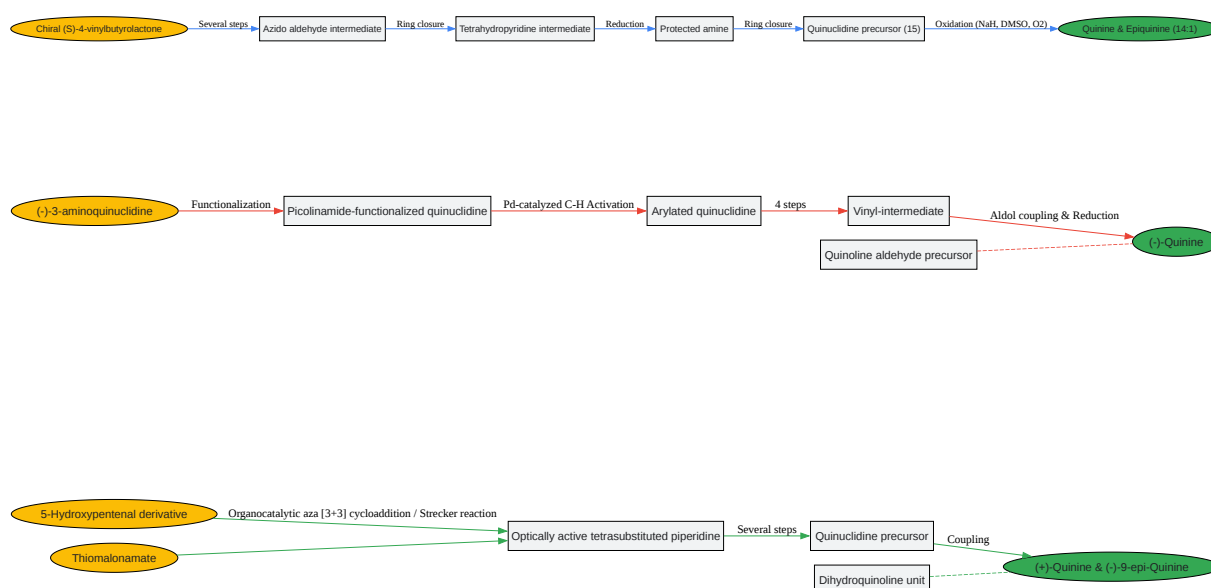 Chiral (S)-4-vinylbutyrolactone
Several steps
Azido aldehyde intermediate
Ring closure
Tetrahydropyridine intermediate
Reduction
Protected amine
Ring closure
Quinuclidine precursor (15)
Oxidation (NaH, DMSO, O2)
Quinine & Epiquinine (14:1)
(-)-3-aminoquinuclidine
Functionalization
Picolinamide-functionalized quinuclidine
Pd-catalyzed C-H Activation
Arylated quinuclidine
4 steps
Vinyl-intermediate
Aldol coupling & Reduction
Quinoline aldehyde precursor
(-)-Quinine
5-Hydroxypentenal derivative
Organocatalytic aza [3+3] cycloaddition / Strecker reaction
Thiomalonamate
Optically active tetrasubstituted piperidine
Several steps
Quinuclidine precursor
Coupling
Dihydroquinoline unit
(+)-Quinine & (-)-9-epi-Quinine